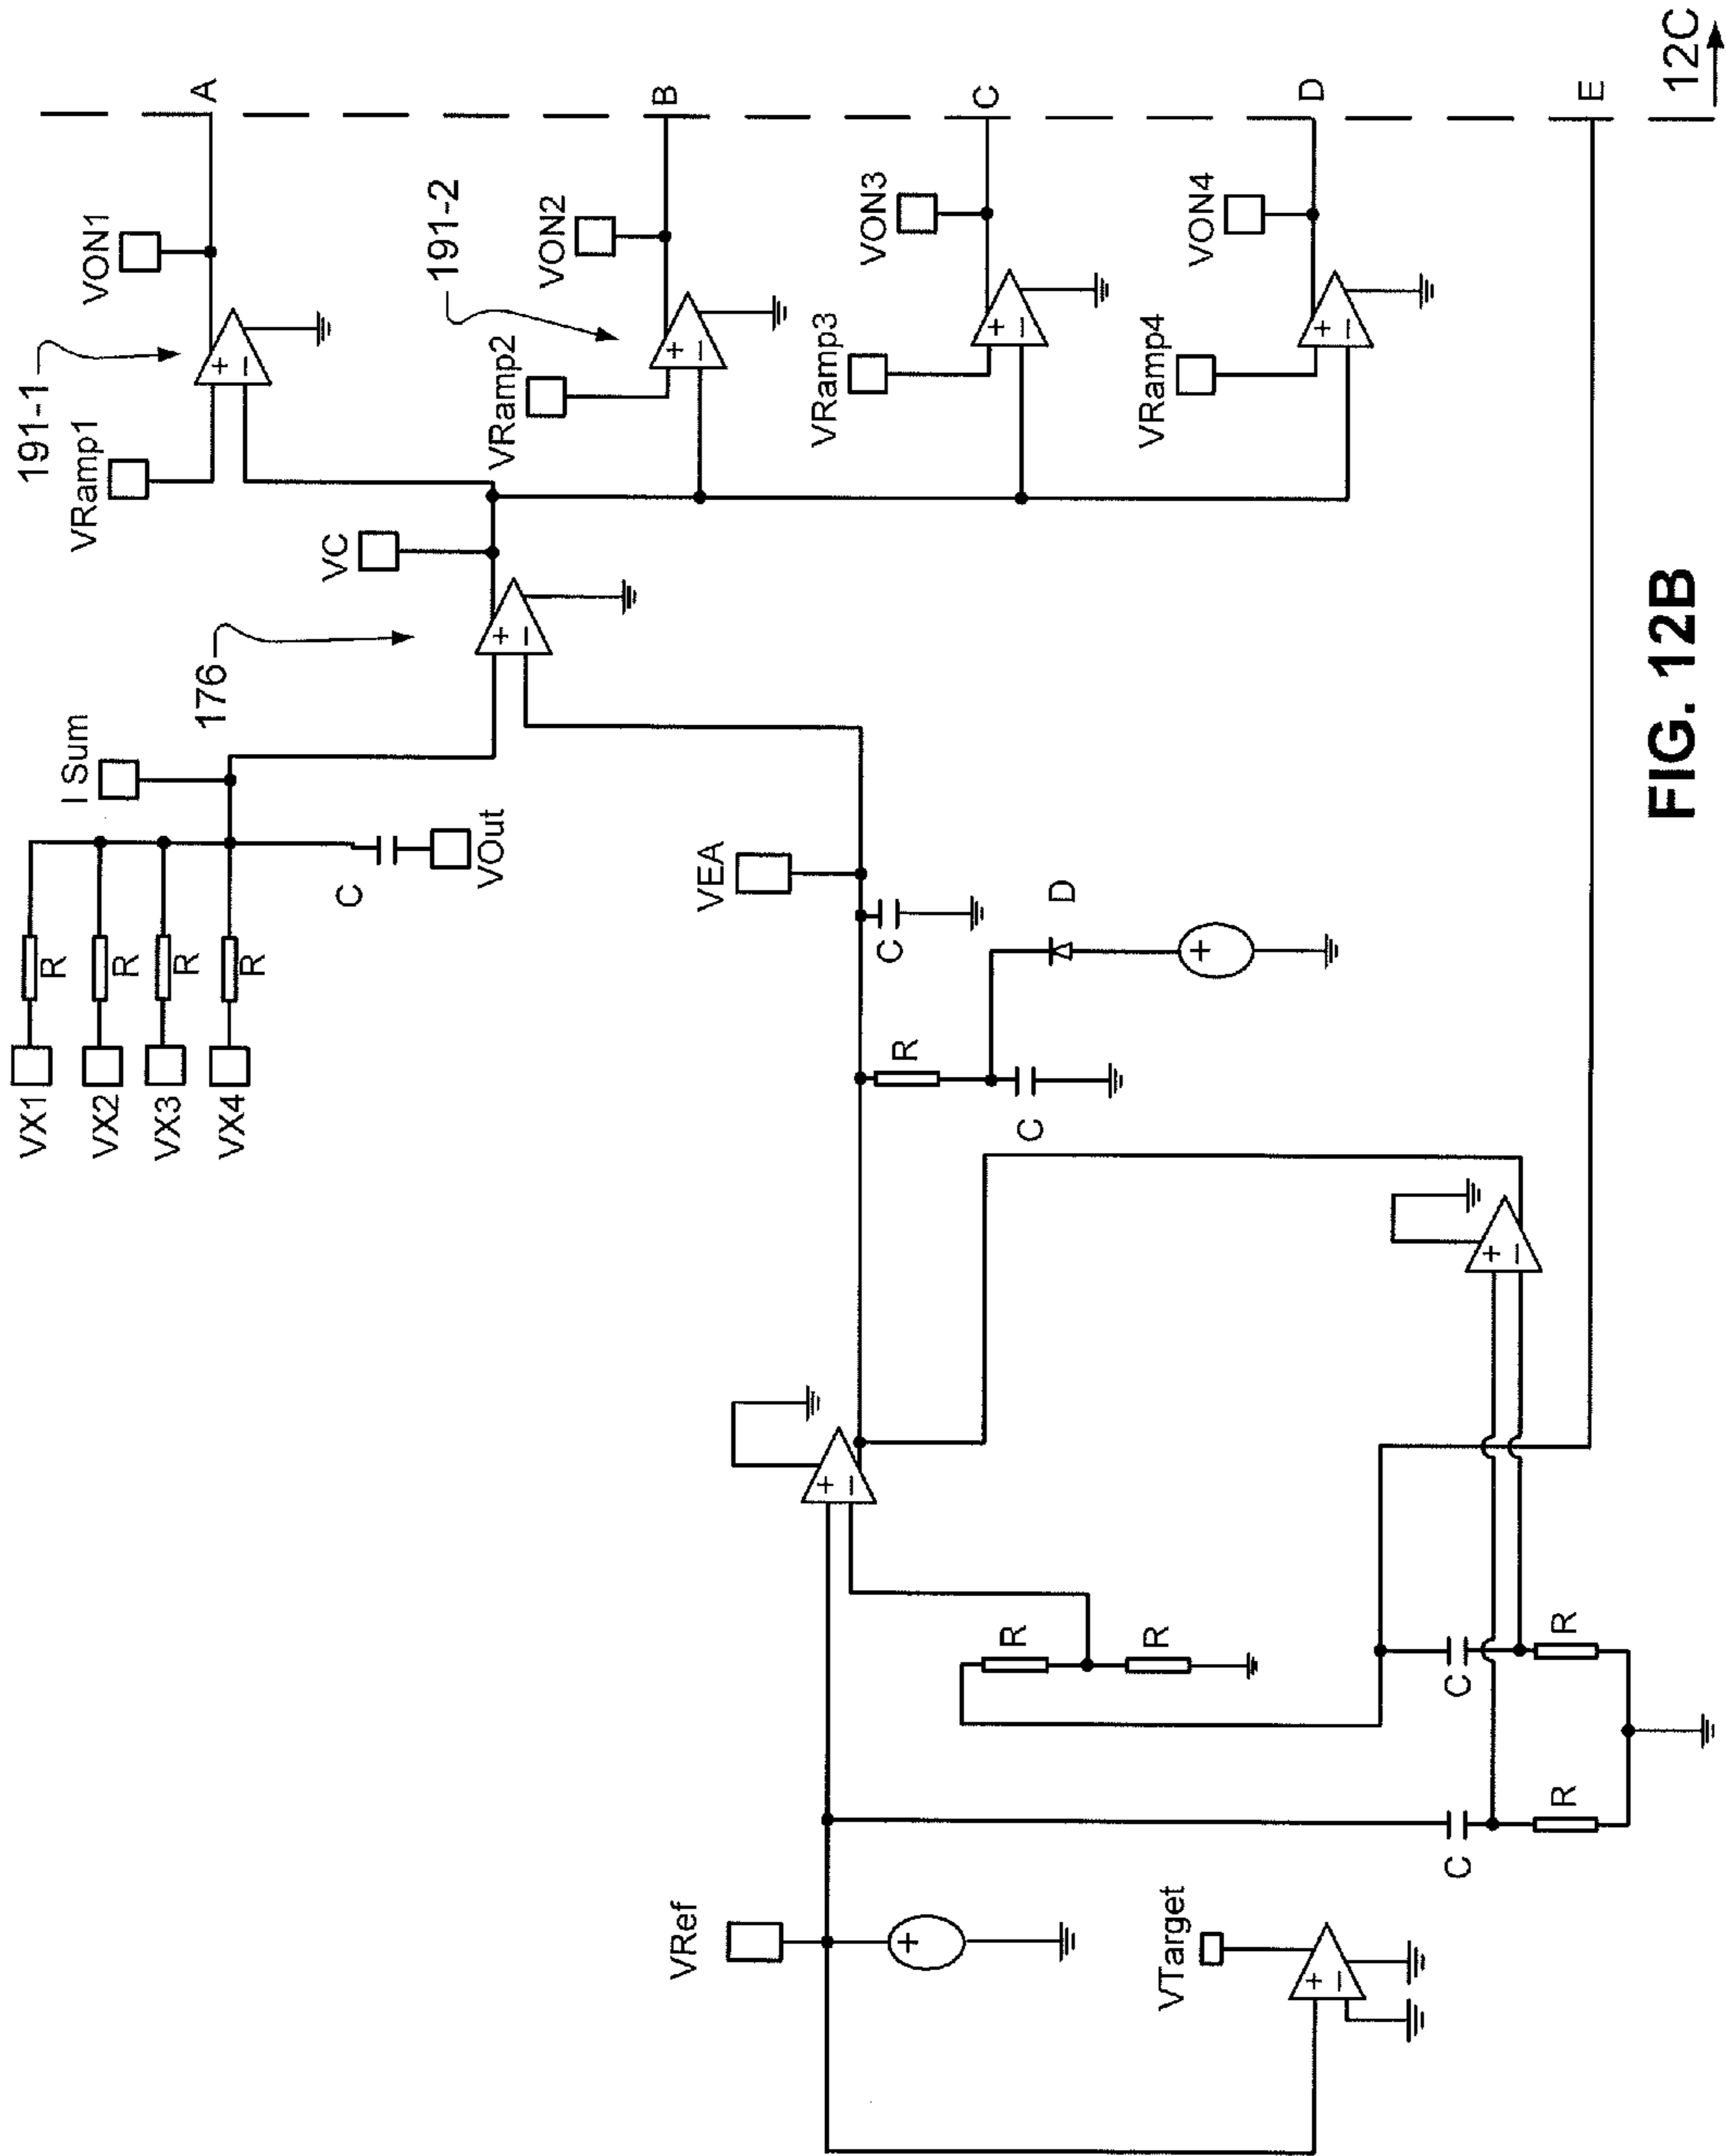 VX1
R
VX2
R
VX3
R
VX4
R
I Sum
C
VOut
176
VC
191-1
VRamp1
VON1
A
191-2
VRamp2
VON2
B
VRamp3
VON3
C
VRamp4
VON4
D
VEA
C
R
C
D
VRef
VTarget
R
R
C
R
C
R
E
12C
FIG. 12B